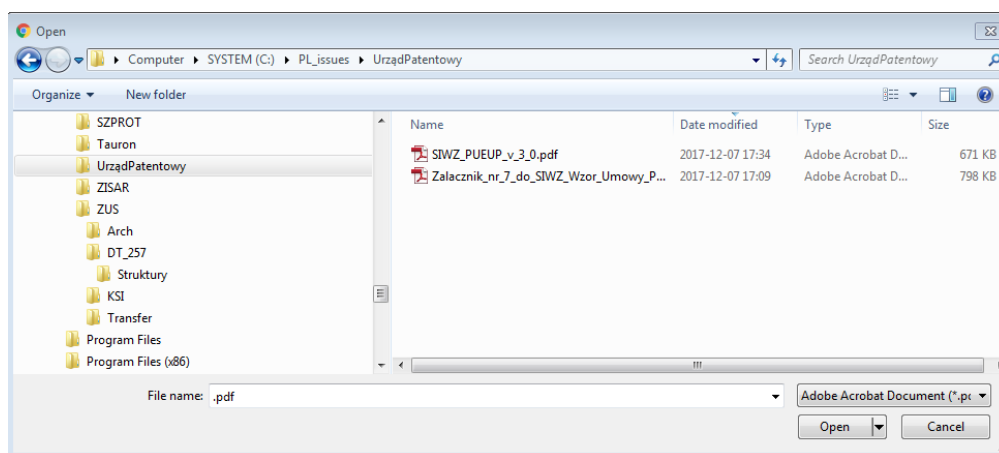 Open
Computer SYSTEM (C:) PL_issues UrządPatentowy Search UrządPatentowy
Organize New folder
SZPROT
Tauron
UrządPatentowy
ZISAR
ZUS
Arch
DT_257
Struktury
KSI
Transfer
Program Files
Program Files (x86)
Name Date modified Type Size
SIWZ_PUEUP_v_3_0.pdf 2017-12-07 17:34 Adobe Acrobat D... 671 KB
Zalacznik_nr_7_do_SIWZ_Wzor_Umowy_P... 2017-12-07 17:09 Adobe Acrobat D... 798 KB
File name: .pdf Adobe Acrobat Document (*.pc
Open Cancel